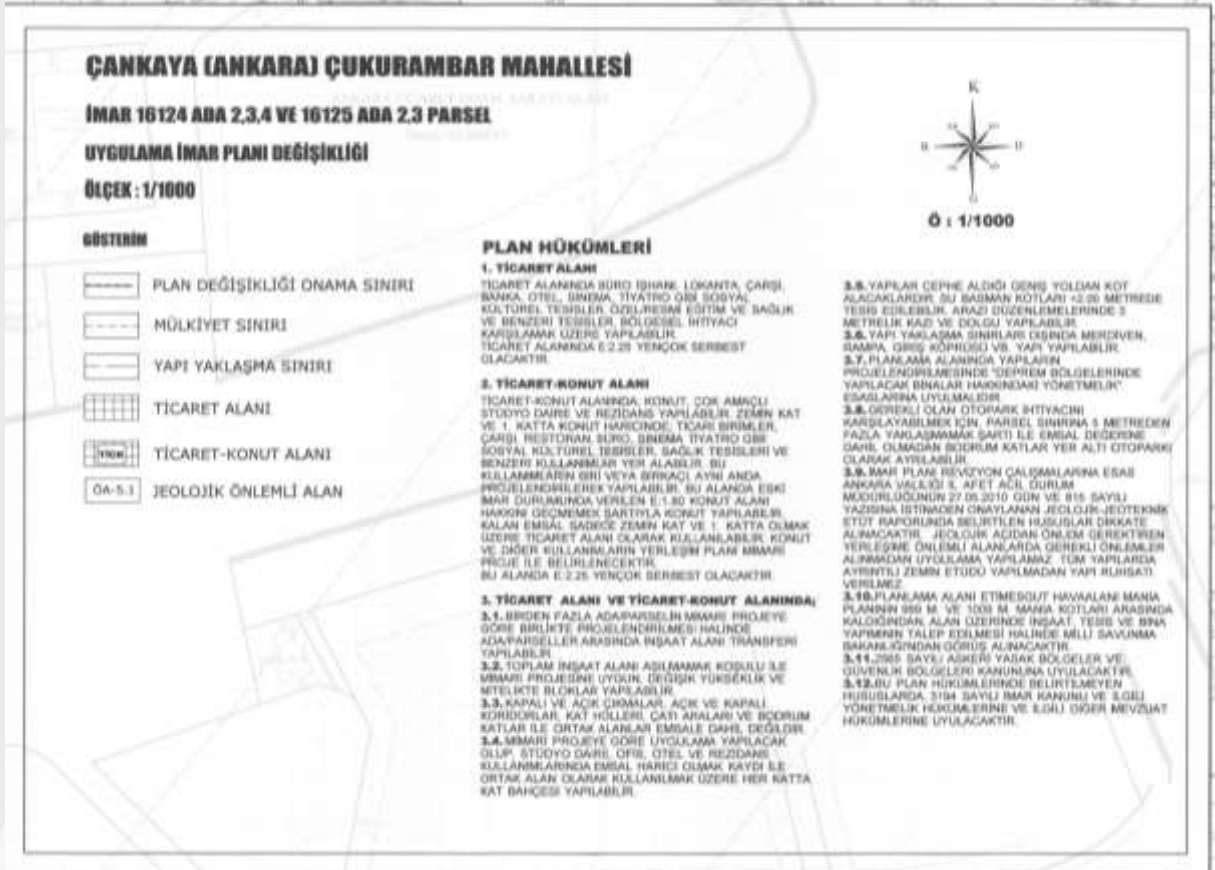 ÇANKAYA (ANKARA) ÇUKURAMBAR MAHALLESİ
İMAR 16124 ADA 2,3,4 VE 16125 ADA 2.3 PARSEL
UYGULAMA İMAR PLANI DEĞİŞİKLİĞİ
ÖLÇEK : 1/1000
K
B
D
G
Ö : 1/1000
GÖSTERİM
PLAN DEĞİŞİKLİĞİ ONAMA SINIRI
MÜLKİYET SINIRI
YAPI YAKLAŞMA SINIRI
TİCARET ALANI
TİCK
TİCARET-KONUT ALANI
ÖA-5.1
JEOLOJİK ÖNLEMLİ ALAN
PLAN HÜKÜMLERİ
1. TİCARET ALANI
TİCARET ALANINDA BÜRO İŞHANI, LOKANTA, ÇARŞI,
BANKA, OTEL, SİNEMA, TİYATRO GİBİ SOSYAL
KÜLTÜREL TESİSLER, ÖZEL/RESMİ EĞİTİM VE SAĞLIK
VE BENZERİ TESİSLER, BÖLGESEL İHTİYACI
KARŞILAMAK ÜZERE YAPILABİLİR.
TİCARET ALANINDA E:2.25 YENÇOK SERBEST
OLACAKTIR.
2. TİCARET-KONUT ALANI
TİCARET-KONUT ALANINDA; KONUT, ÇOK AMAÇLI
STÜDYO DAİRE VE REZİDANS YAPILABİLİR. ZEMİN KAT
VE 1. KATTA KONUT HARİCİNDE; TİCARİ BİRİMLER,
ÇARŞI, RESTORAN, BÜRO, SİNEMA TİYATRO GİBİ
SOSYAL KÜLTÜREL TESİSLER, SAĞLIK TESİSLERİ VE
BENZERİ KULLANIMLAR YER ALABİLİR. BU
KULLANIMLARIN BİRİ VEYA BİRKAÇI AYNI ANDA
PROJELENDİRİLEREK YAPILABİLİR. BU ALANDA ESKİ
İMAR DURUMUNDA VERİLEN E:1.80 KONUT ALANI
HAKKINI GEÇMEMEK ŞARTIYLA KONUT YAPILABİLİR.
KALAN EMSAL SADECE ZEMİN KAT VE 1. KATTA OLMAK
ÜZERE TİCARET ALANI OLARAK KULLANILABİLİR. KONUT
VE DİĞER KULLANIMLARIN YERLEŞİM PLANI MİMARİ
PROJE İLE BELİRLENECEKTİR.
BU ALANDA E:2.25 YENÇOK SERBEST OLACAKTIR.
3. TİCARET ALANI VE TİCARET-KONUT ALANINDA;
3.1. BİRDEN FAZLA ADA/PARSELİN MİMARİ PROJEYE
GÖRE BİRLİKTE PROJELENDİRİLMESİ HALİNDE
ADA/PARSELLER ARASINDA İNŞAAT ALANI TRANSFERİ
YAPILABİLİR.
3.2. TOPLAM İNŞAAT ALANI AŞILMAMAK KOŞULU İLE
MİMARİ PROJESİNE UYGUN, DEĞİŞİK YÜKSEKLİK VE
NİTELİKTE BLOKLAR YAPILABİLİR.
3.3. KAPALI VE AÇIK ÇIKMALAR, AÇIK VE KAPALI
KORİDORLAR, KAT HOLLERİ, ÇATI ARALARI VE BODRUM
KATLAR İLE ORTAK ALANLAR EMSALE DAHİL DEĞİLDİR.
3.4. MİMARİ PROJEYE GÖRE UYGULAMA YAPILACAK
OLUP, STÜDYO DAİRE, OFİS, OTEL VE REZİDANS
KULLANIMLARINDA EMSAL HARİCİ OLMAK KAYDI İLE
ORTAK ALAN OLARAK KULLANILMAK ÜZERE HER KATTA
KAT BAHÇESİ YAPILABİLİR.
3.5. YAPILAR CEPHE ALDIĞI GENİŞ YOLDAN KOT
ALACAKLARDIR. SU BASMAN KOTLARI +2.00 METREDE
TESİS EDİLEBİLİR. ARAZİ DÜZENLEMELERİNDE 3
METRELİK KAZI VE DOLGU YAPILABİLİR.
3.6. YAPI YAKLAŞMA SINIRLARI DIŞINDA MERDİVEN,
RAMPA, GİRİŞ KÖPRÜSÜ VB. YAPI YAPILABİLİR.
3.7. PLANLAMA ALANINDA YAPILARIN
PROJELENDİRİLMESİNDE "DEPREM BÖLGELERİNDE
YAPILACAK BİNALAR HAKKINDAKİ YÖNETMELİK"
ESASLARINA UYULMALIDIR.
3.8. GEREKLİ OLAN OTOPARK İHTİYACINI
KARŞILAYABİLMEK İÇİN, PARSEL SINIRINA 5 METREDEN
FAZLA YAKLAŞMAMAK ŞARTI İLE EMSAL DEĞERİNE
DAHİL OLMADAN BODRUM KATLAR YER ALTI OTOPARKI
OLARAK AYRILABİLİR.
3.9. İMAR PLANI REVİZYON ÇALIŞMALARINA ESAS
ANKARA VALİLİĞİ İL AFET ACİL DURUM
MÜDÜRLÜĞÜNÜN 27.05.2010 GÜN VE 815 SAYILI
YAZISINA İSTİNADEN ONAYLANAN JEOLOJİK-JEOTEKNİK
ETÜT RAPORUNDA BELİRTİLEN HUSUSLAR DİKKATE
ALINACAKTIR. JEOLOJİK AÇIDAN ÖNLEM GEREKTİREN
YERLEŞİME ÖNLEMLİ ALANLARDA GEREKLİ ÖNLEMLER
ALINMADAN UYGULAMA YAPILAMAZ. TÜM YAPILARDA
AYRINTILI ZEMİN ETÜDÜ YAPILMADAN YAPI RUHSATI
VERİLMEZ.
3.10. PLANLAMA ALANI ETİMESGUT HAVAALANI MANİA
PLANININ 999 M. VE 1009 M. MANİA KOTLARI ARASINDA
KALDIĞINDAN, ALAN ÜZERİNDE İNŞAAT, TESİS VE BİNA
YAPIMININ TALEP EDİLMESİ HALİNDE MİLLİ SAVUNMA
BAKANLIĞINDAN GÖRÜŞ ALINACAKTIR.
3.11. 2565 SAYILI ASKERİ YASAK BÖLGELER VE
GÜVENLİK BÖLGELERİ KANUNUNA UYULACAKTIR.
3.12. BU PLAN HÜKÜMLERİNDE BELİRTİLMEYEN
HUSUSLARDA, 3194 SAYILI İMAR KANUNU VE İLGİLİ
YÖNETMELİK HÜKÜMLERİNE VE İLGİLİ DİĞER MEVZUAT
HÜKÜMLERİNE UYULACAKTIR.